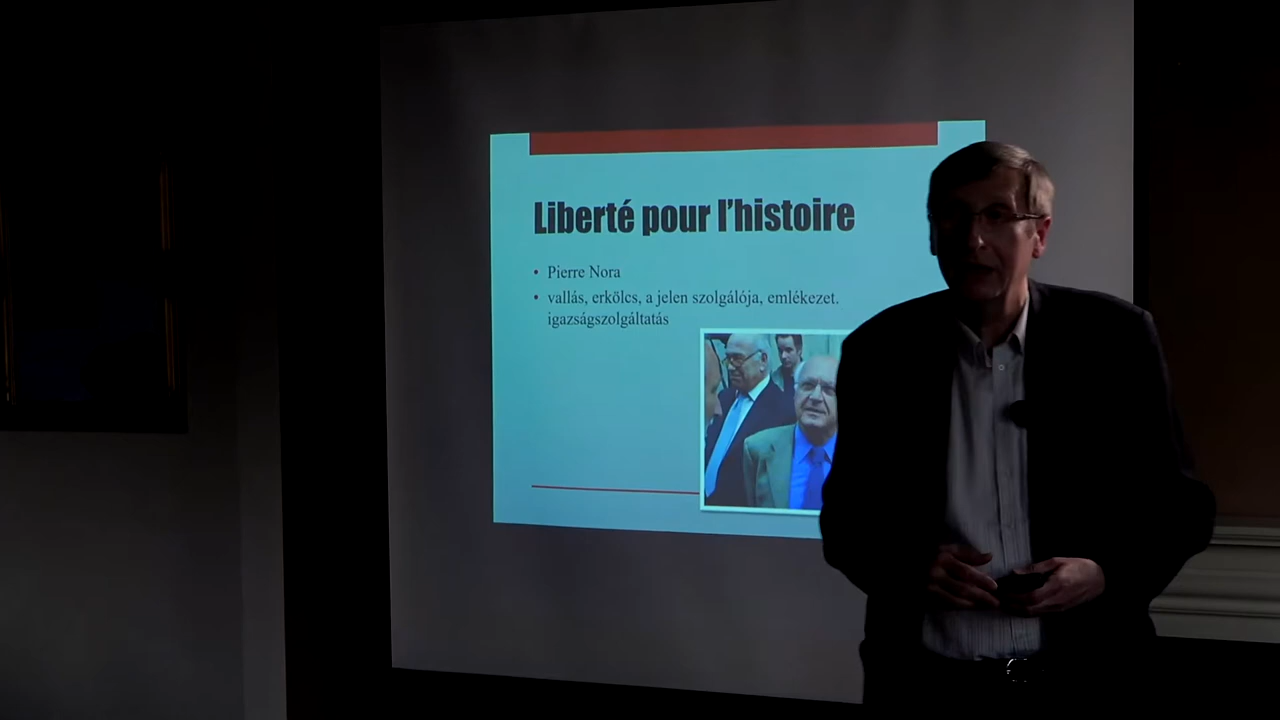 Liberté pour l'histoire
• Pierre Nora
• vallás, erkölcs, a jelen szolgálója, emlékezet.
igazságszolgáltatás